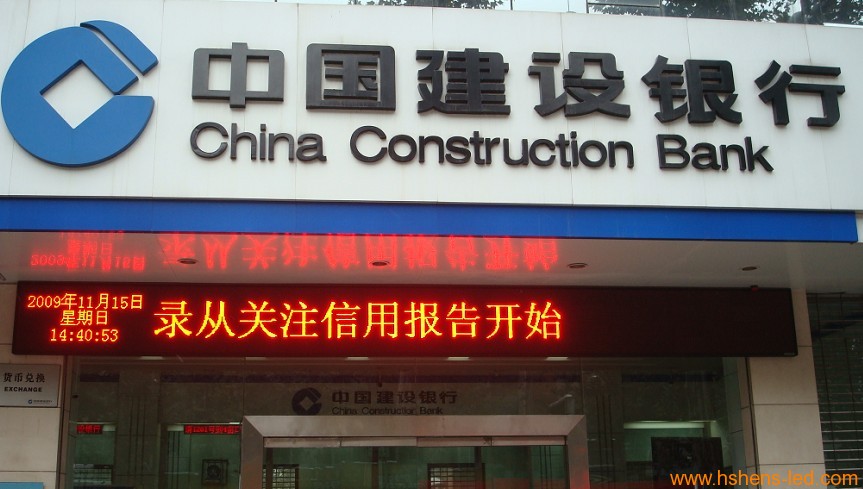 中国建设银行
China Construction Bank
2009年11月15日
星期日
14:40:53
录从关注信用报告开始
货币兑换
EXCHANGE
中国建设银行
China Construction Bank
www.hshens-led.com